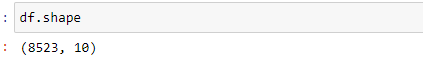 : df.shape
: (8523, 10)